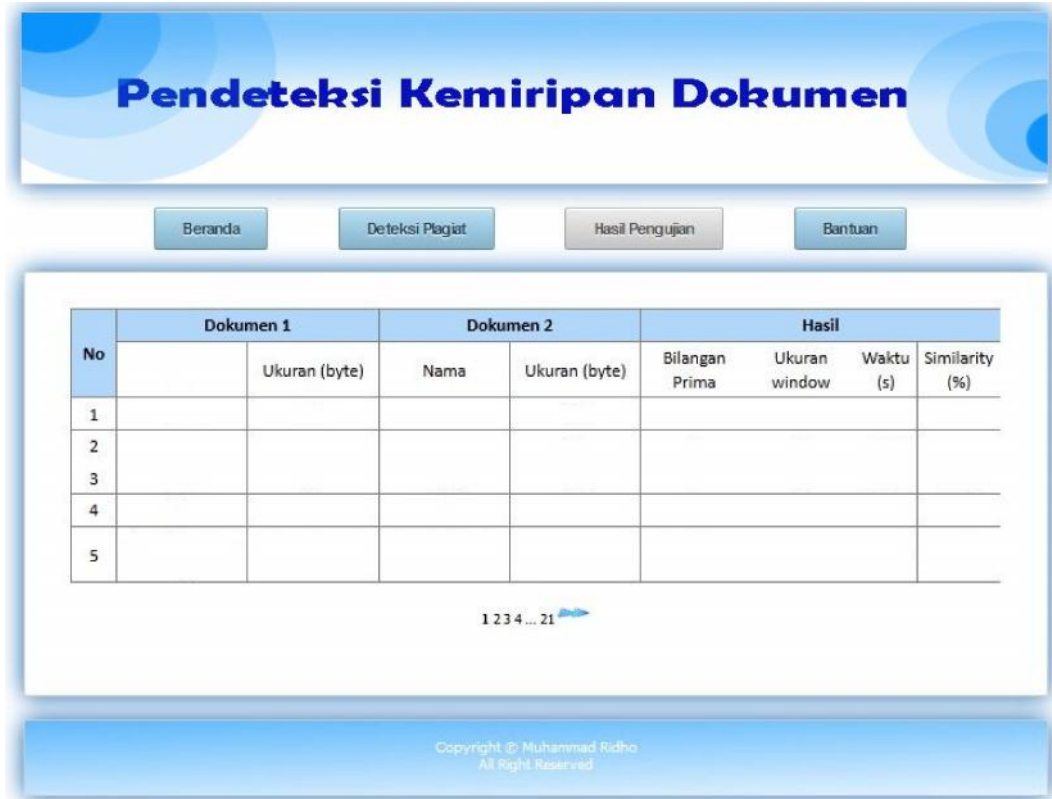 Pendeteksi Kemiripan Dokumen
Beranda
Deteksi Plagiat
Hasil Pengujian
Bantuan
No Dokumen 1 Dokumen 2 Hasil
Ukuran (byte) Nama Ukuran (byte) Bilangan Prima Ukuran window Waktu (s) Similarity (%)
1
2
3
4
5
1 2 3 4 ... 21
Copyright © Muhammad Ridho
All Right Reserved